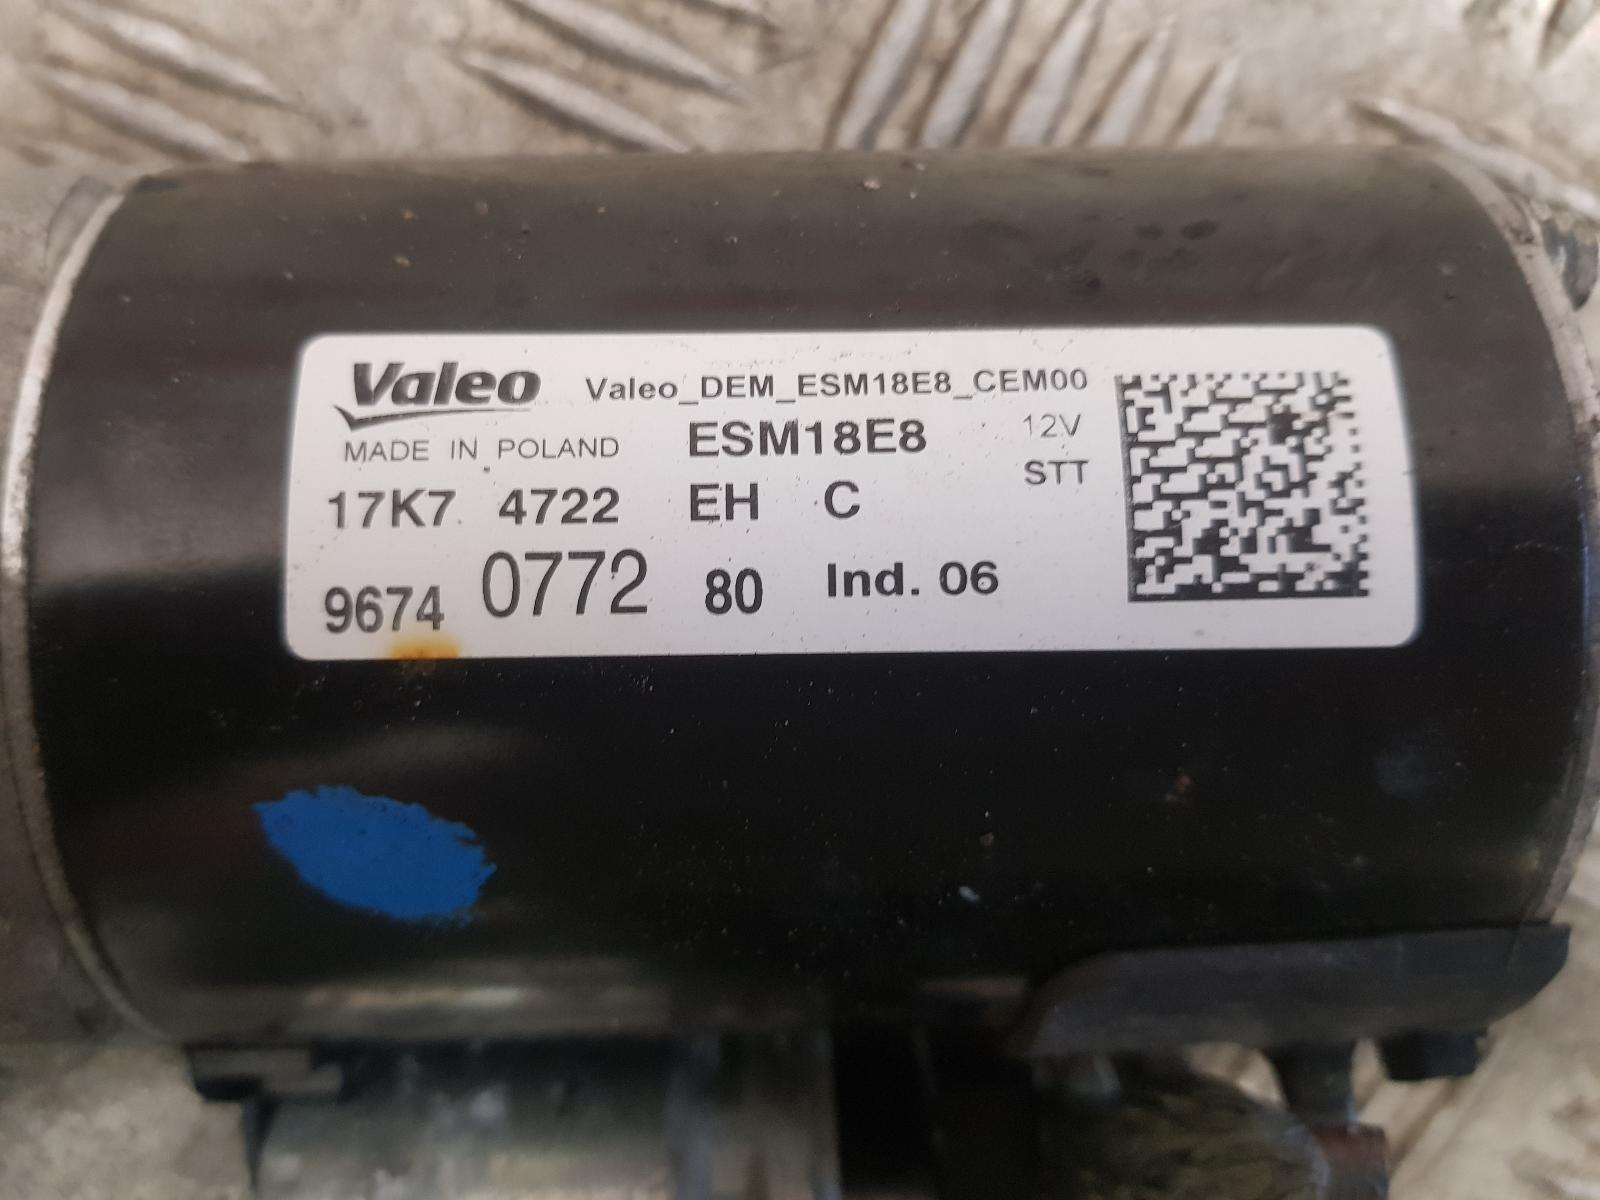 Valeo Valeo_DEM_ESM18E8_CEM00
MADE IN POLAND ESM18E8 12V
STT
17K7 4722 EH C
9674 0772 80 Ind. 06